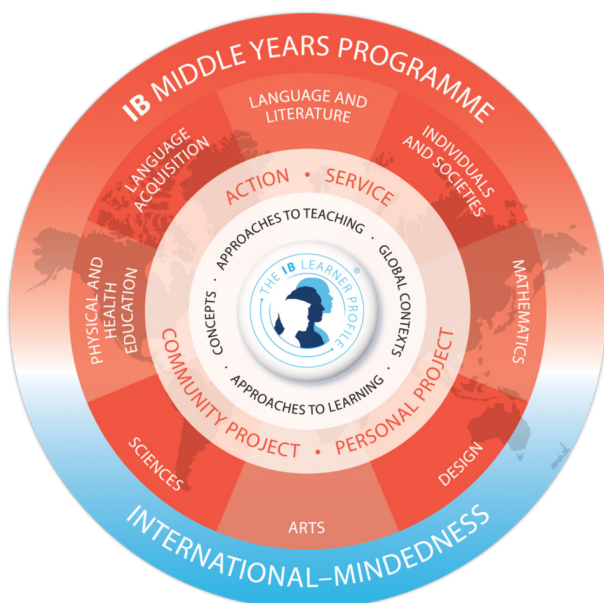 IB MIDDLE YEARS PROGRAMME
LANGUAGE AND
LITERATURE
LANGUAGE
ACQUISITION
INDIVIDUALS
AND SOCIETIES
ACTION • SERVICE
APPROACHES TO TEACHING ·
GLOBAL CONTEXTS ·
THE IB LEARNER PROFILE
®
CONCEPTS ·
APPROACHES TO LEARNING ·
PHYSICAL AND
HEALTH
EDUCATION
MATHEMATICS
COMMUNITY PROJECT • PERSONAL PROJECT
SCIENCES
ARTS
DESIGN
INTERNATIONAL–MINDEDNESS